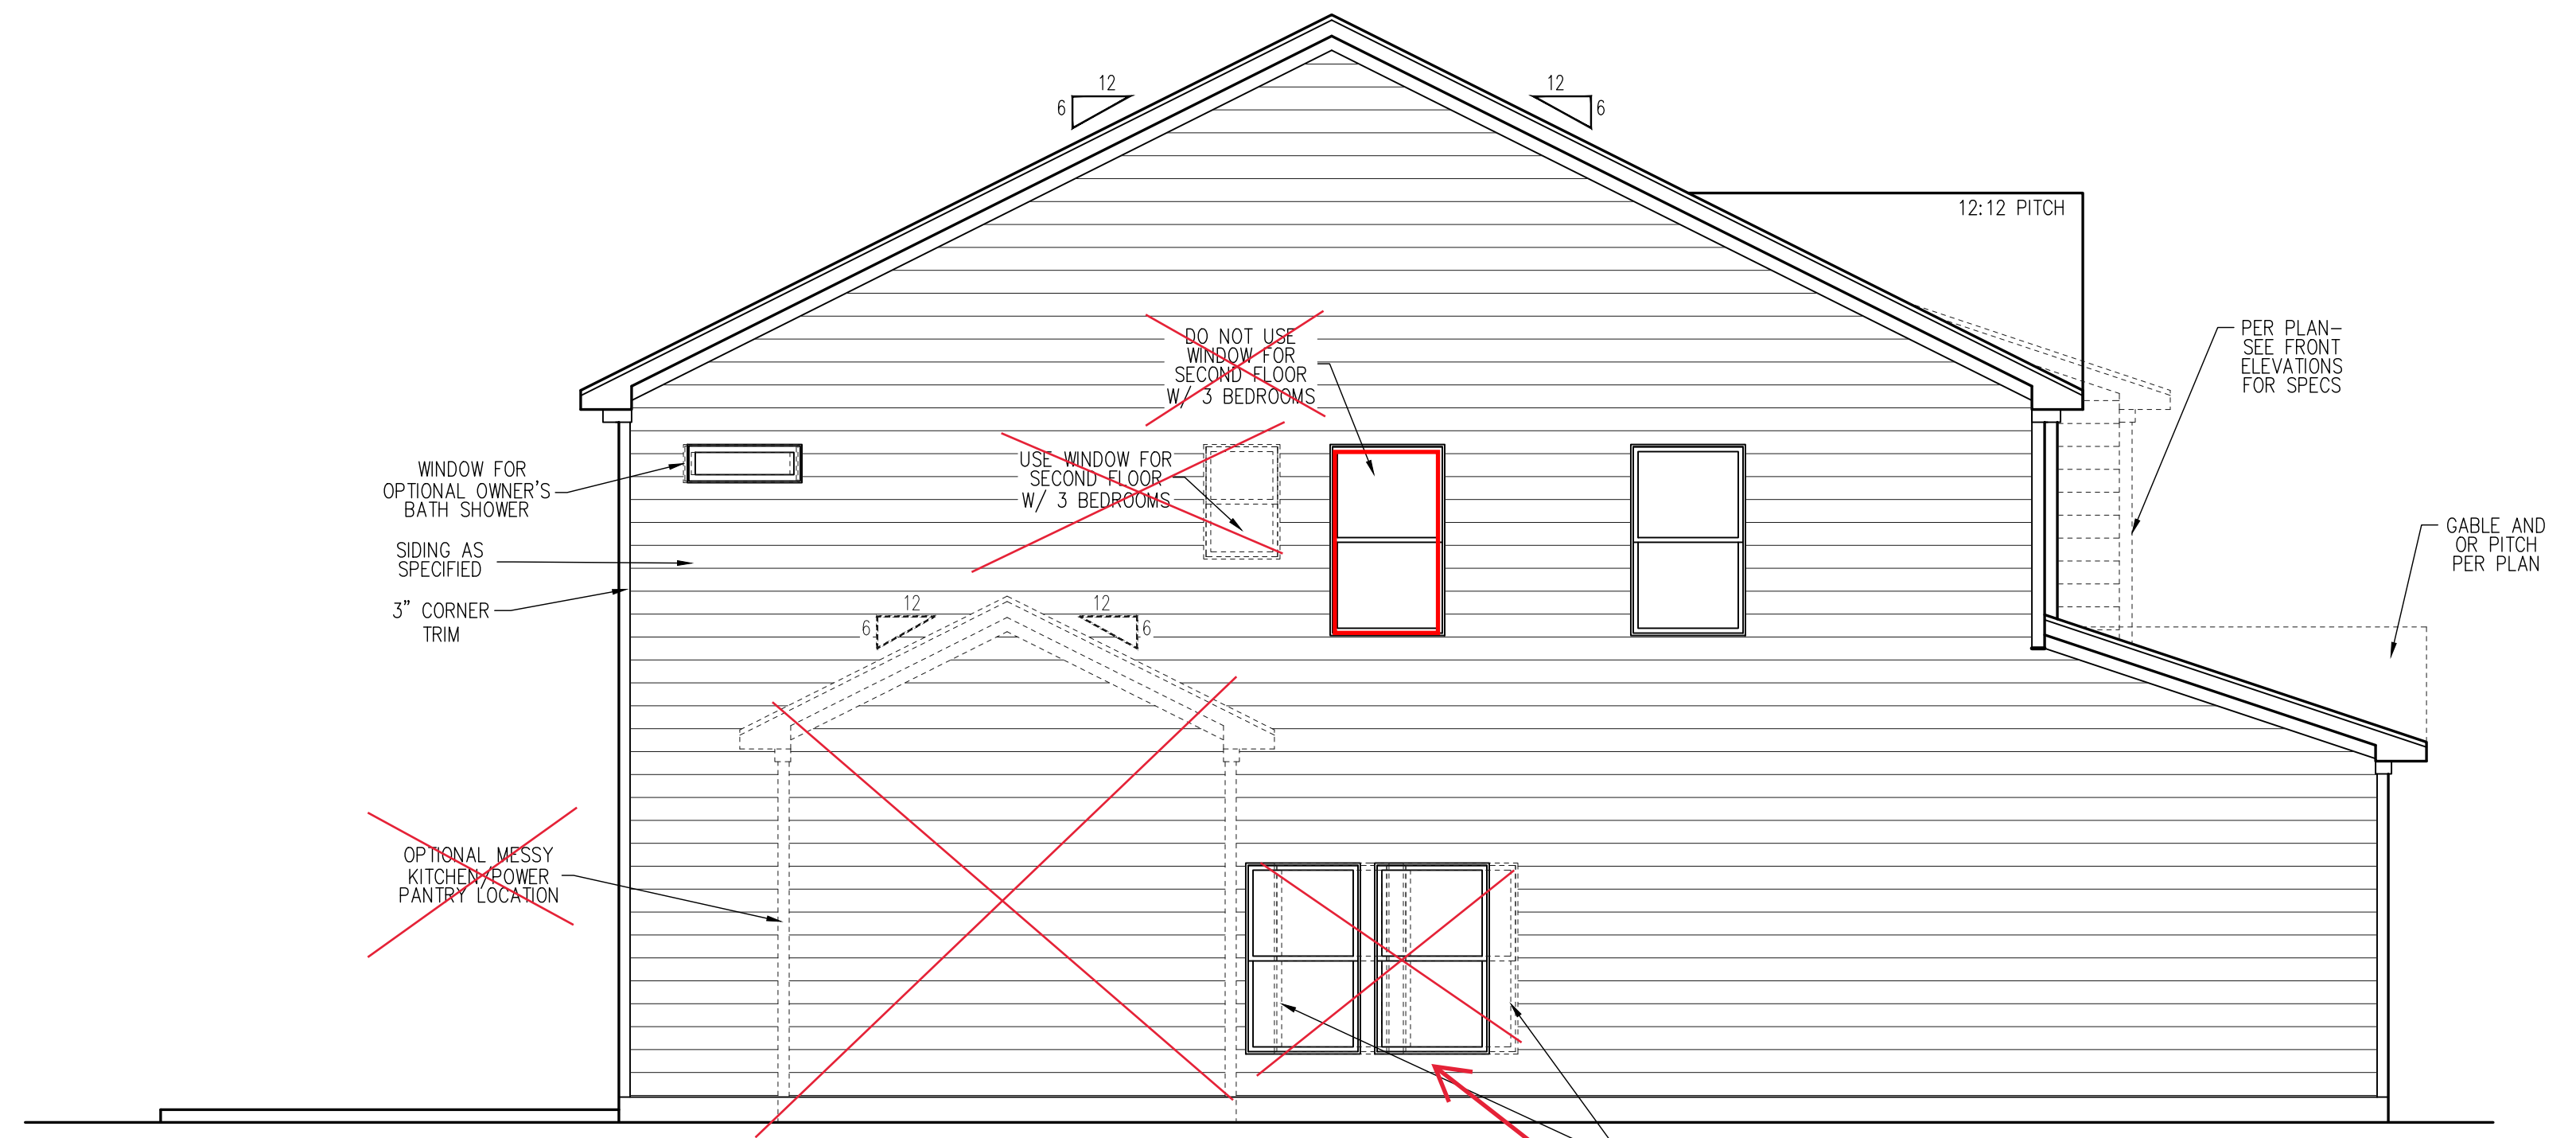 12
6
12
6
12:12 PITCH
DO NOT USE
WINDOW FOR
SECOND FLOOR
W/ 3 BEDROOMS
PER PLAN-
SEE FRONT
ELEVATIONS
FOR SPECS
USE WINDOW FOR
SECOND FLOOR
W/ 3 BEDROOMS
WINDOW FOR
OPTIONAL OWNER'S
BATH SHOWER
SIDING AS
SPECIFIED
3" CORNER
TRIM
GABLE AND
OR PITCH
PER PLAN
12
6
12
6
OPTIONAL MESSY
KITCHEN/POWER
PANTRY LOCATION